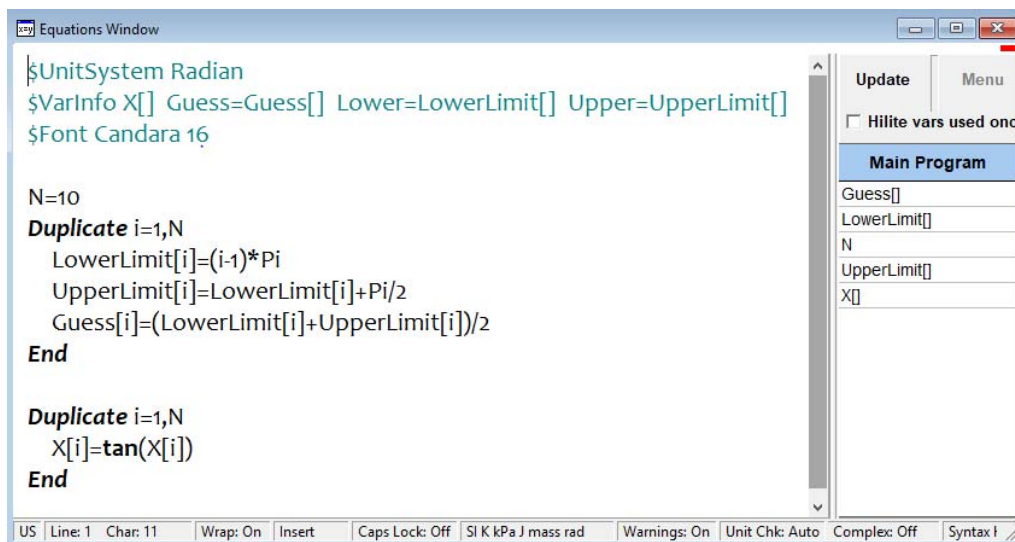 Equations Window
$UnitSystem Radian
$VarInfo X[] Guess=Guess[] Lower=LowerLimit[] Upper=UpperLimit[]
$Font Candara 16
N=10
Duplicate i=1,N
LowerLimit[i]=(i-1)*Pi
UpperLimit[i]=LowerLimit[i]+Pi/2
Guess[i]=(LowerLimit[i]+UpperLimit[i])/2
End
Duplicate i=1,N
X[i]=tan(X[i])
End
Update Menu
Hilite vars used onc
Main Program
Guess[]
LowerLimit[]
N
UpperLimit[]
X[]
US Line: 1 Char: 11 Wrap: On Insert Caps Lock: Off SI K kPa J mass rad Warnings: On Unit Chk: Auto Complex: Off Syntax